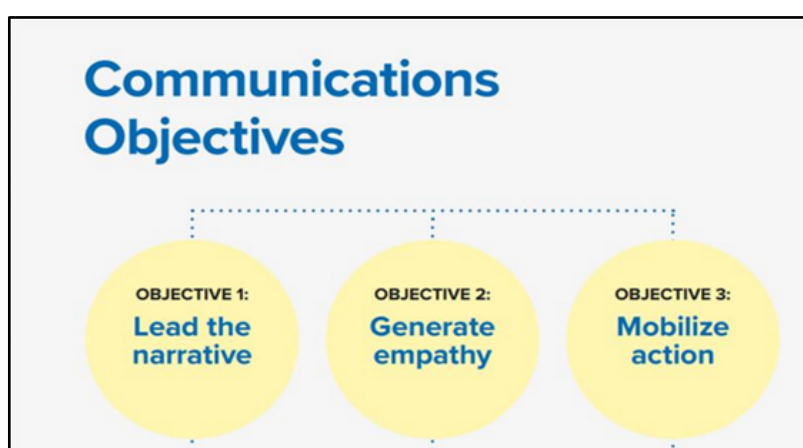 Communications
Objectives
OBJECTIVE 1:
Lead the
narrative
OBJECTIVE 2:
Generate
empathy
OBJECTIVE 3:
Mobilize
action